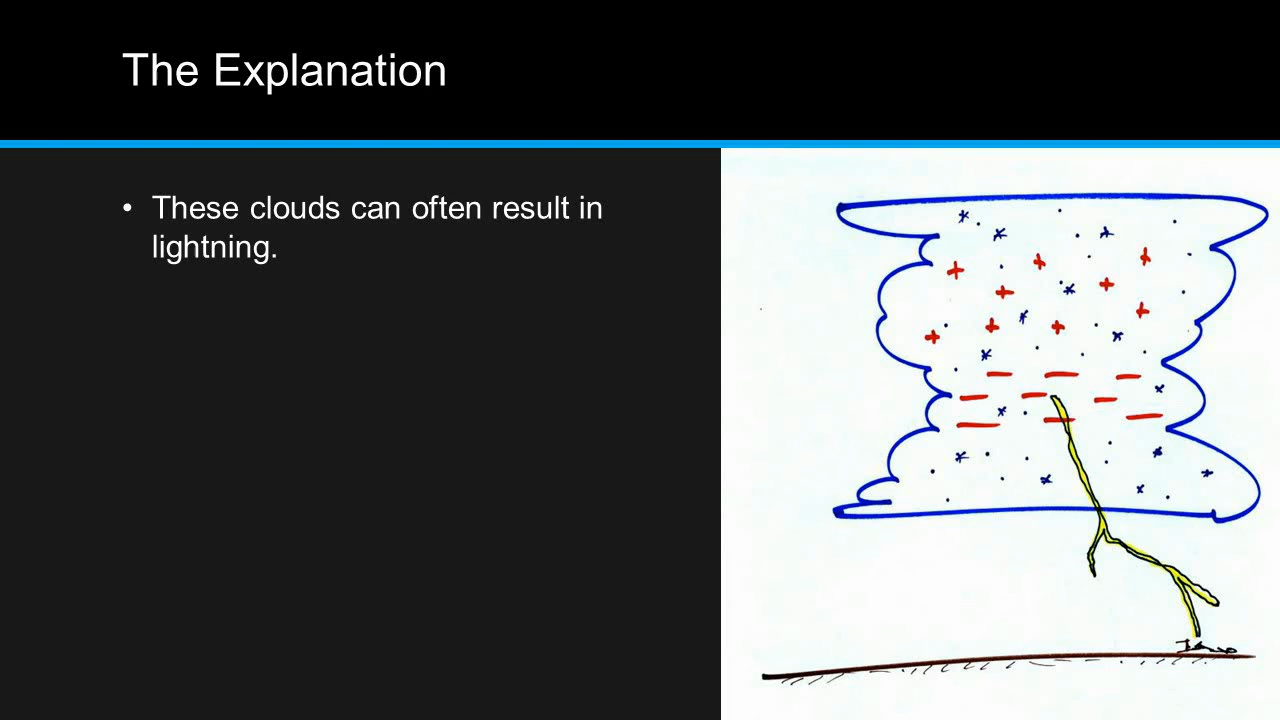 The Explanation
• These clouds can often result in
lightning.